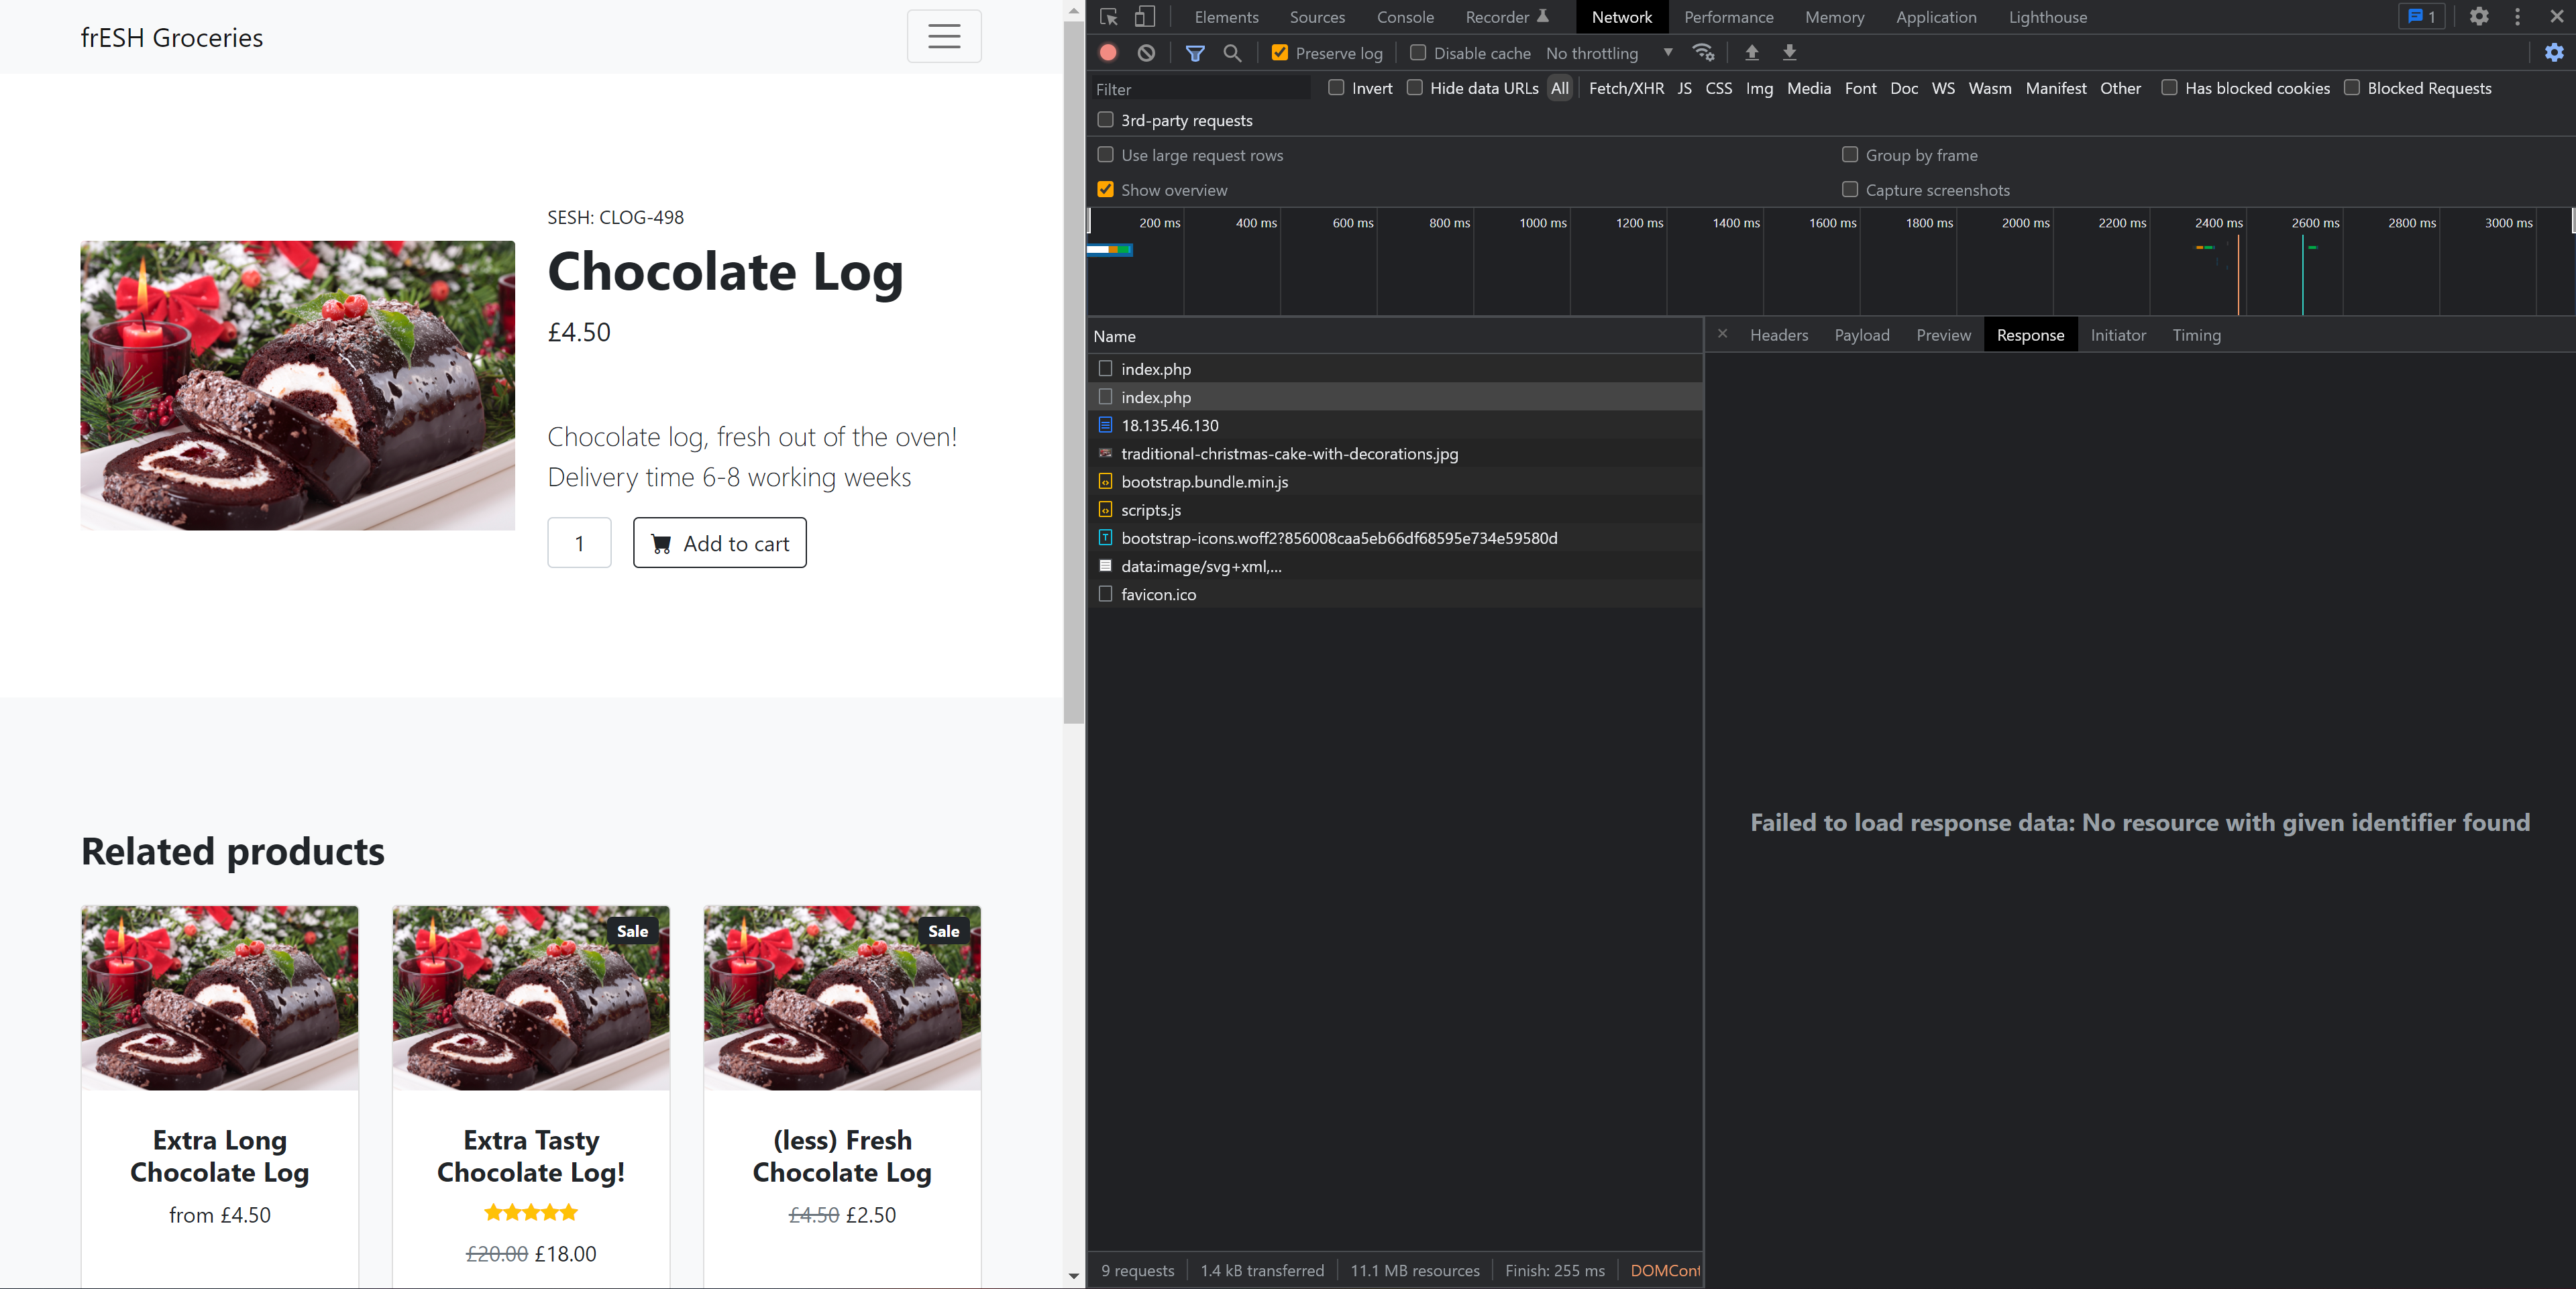 frESH Groceries
SESH: CLOG-498
Chocolate Log
£4.50
Chocolate log, fresh out of the oven!
Delivery time 6-8 working weeks
1
Add to cart
Related products
Extra Long
Chocolate Log
from £4.50
Sale
Extra Tasty
Chocolate Log!
£20.00 £18.00
Sale
(less) Fresh
Chocolate Log
£4.50 £2.50
Elements Sources Console Recorder Network Performance Memory Application Lighthouse 1
Preserve log Disable cache No throttling
Filter Invert Hide data URLs All Fetch/XHR JS CSS Img Media Font Doc WS Wasm Manifest Other Has blocked cookies Blocked Requests
3rd-party requests
Use large request rows Group by frame
Show overview Capture screenshots
200 ms 400 ms 600 ms 800 ms 1000 ms 1200 ms 1400 ms 1600 ms 1800 ms 2000 ms 2200 ms 2400 ms 2600 ms 2800 ms 3000 ms
Name
index.php
index.php
18.135.46.130
traditional-christmas-cake-with-decorations.jpg
bootstrap.bundle.min.js
scripts.js
bootstrap-icons.woff2?856008caa5eb66df68595e734e59580d
data:image/svg+xml,...
favicon.ico
9 requests 1.4 kB transferred 11.1 MB resources Finish: 255 ms DOMCont
Headers Payload Preview Response Initiator Timing
Failed to load response data: No resource with given identifier found